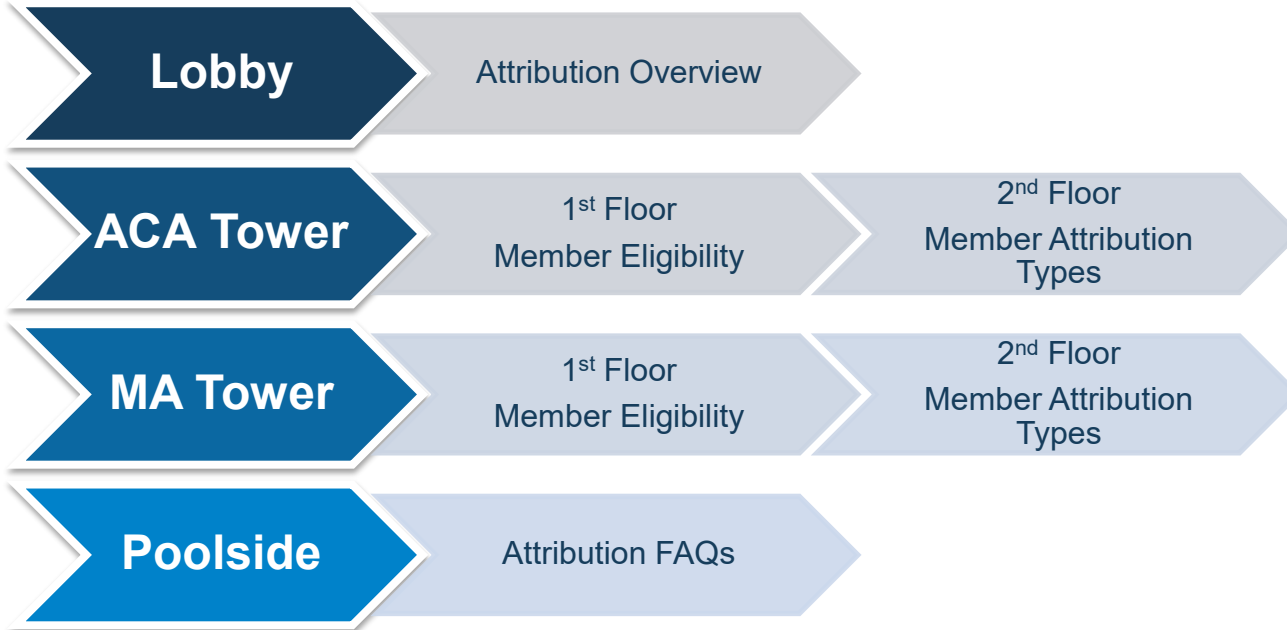 Lobby
Attribution Overview
ACA Tower
1st Floor
Member Eligibility
2nd Floor
Member Attribution
Types
MA Tower
1st Floor
Member Eligibility
2nd Floor
Member Attribution
Types
Poolside
Attribution FAQs